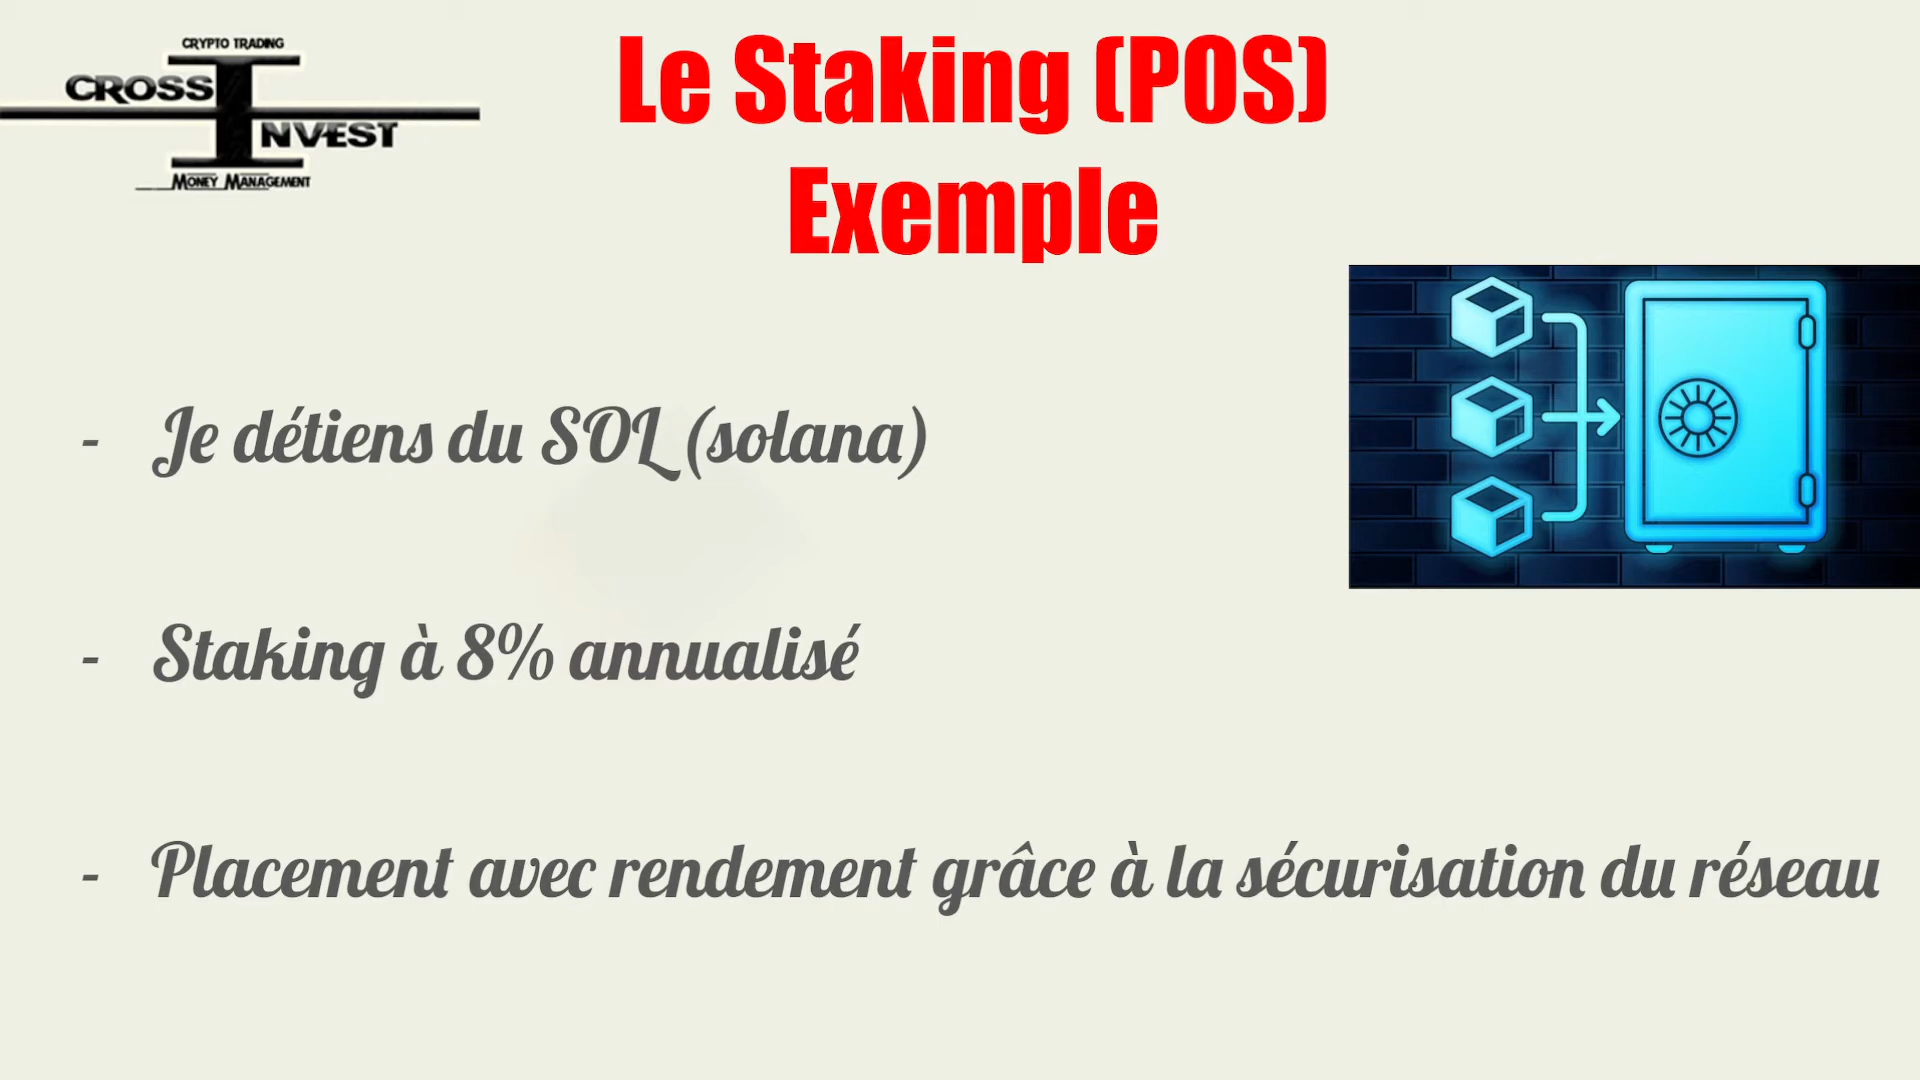 CRYPTO TRADING
CROSS
INVEST
MONEY MANAGEMENT
Le Staking (POS)
Exemple
- Je détiens du SOL (solana)
- Staking à 8% annualisé
- Placement avec rendement grâce à la sécurisation du réseau